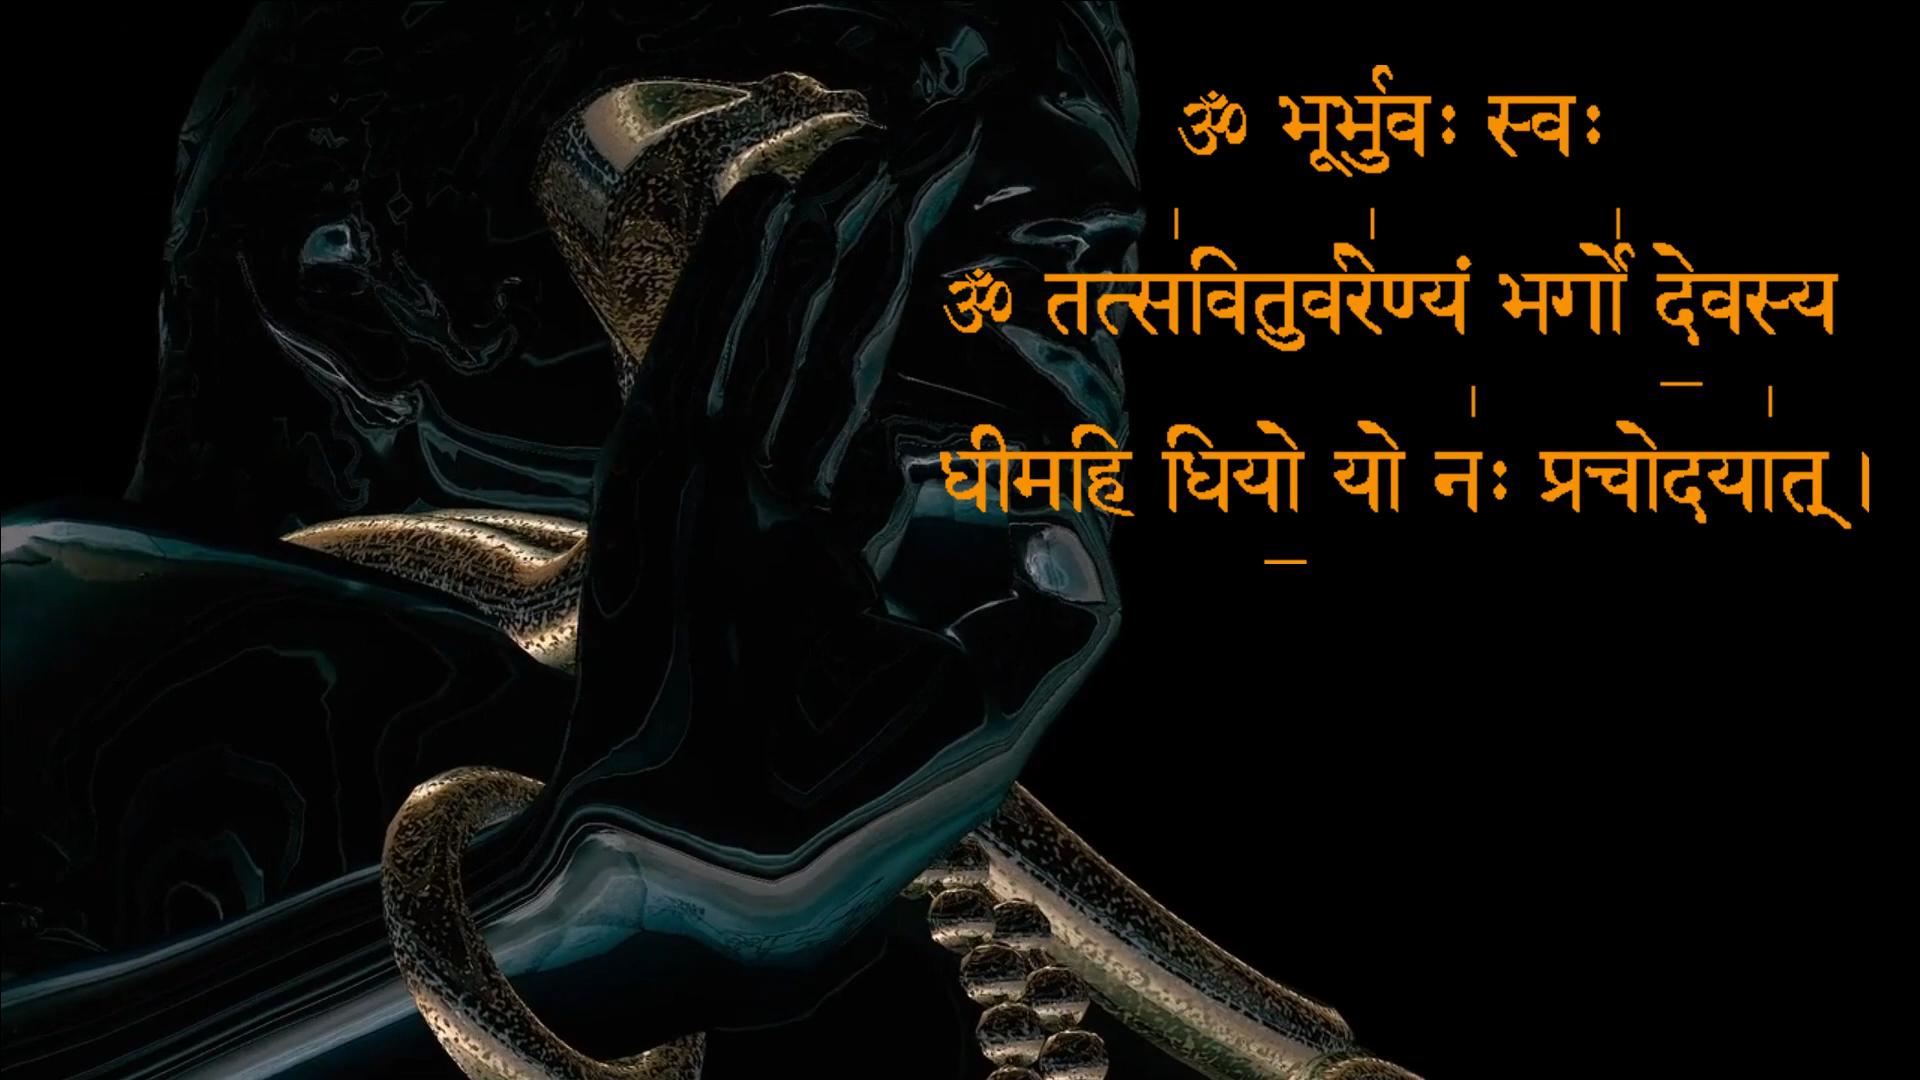 ॐ भूर्भुवः स्वः
ॐ तत्सवितुर्वरेण्यं भर्गो देवस्य
धीमहि धियो यो नः प्रचोदयात् ।